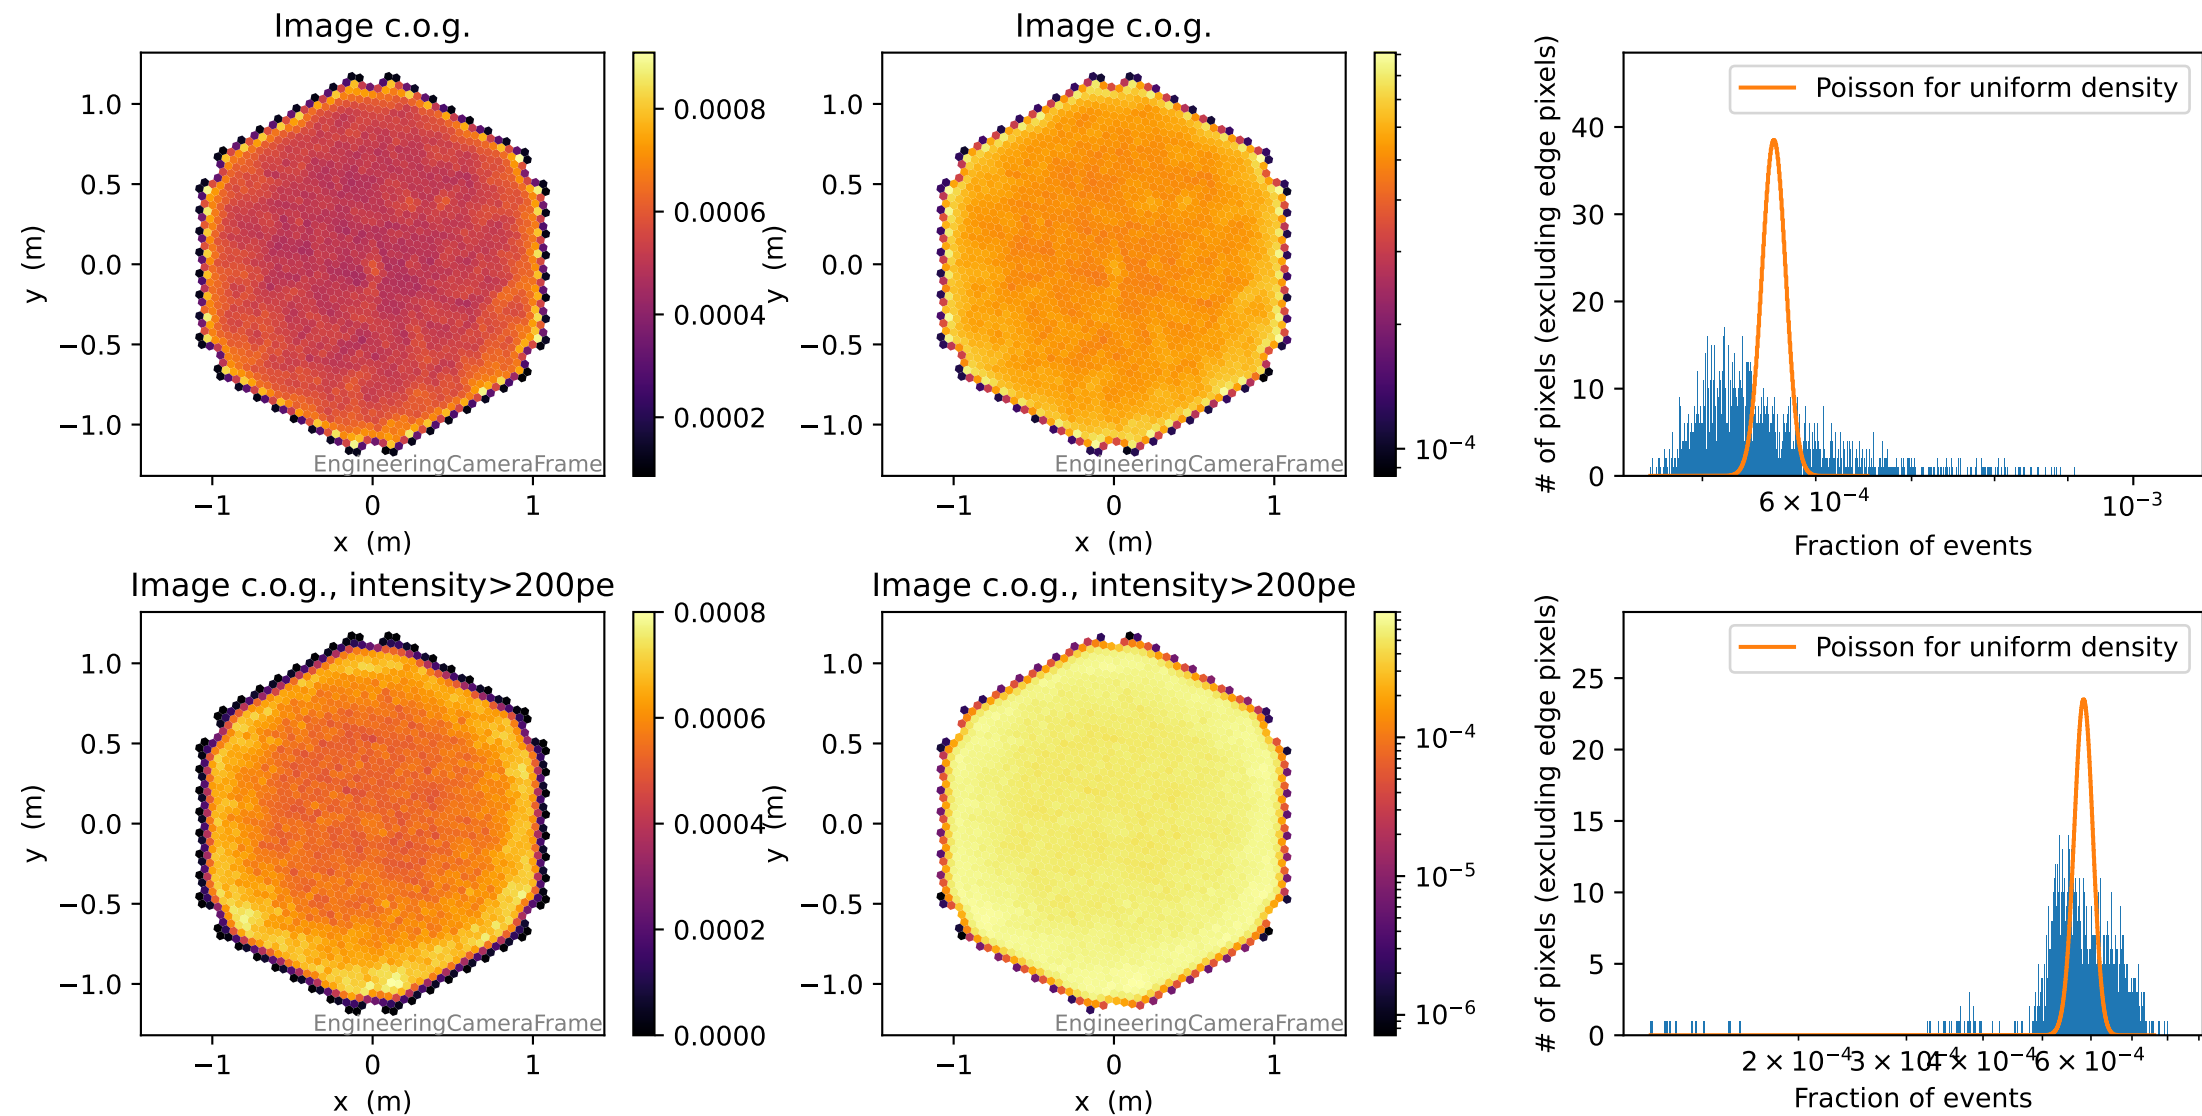 Image c.o.g.
1.0
0.5
0.0
−0.5
−1.0
y (m)
−1
0
1
x (m)
EngineeringCameraFrame
0.0008
0.0006
0.0004
0.0002
Image c.o.g.
1.0
0.5
0.0
−0.5
−1.0
y (m)
−1
0
1
x (m)
EngineeringCameraFrame
10⁻⁴
# of pixels (excluding edge pixels)
40
30
20
10
0
Poisson for uniform density
6 × 10⁻⁴
10⁻³
Fraction of events
Image c.o.g., intensity>200pe
1.0
0.5
0.0
−0.5
−1.0
y (m)
−1
0
1
x (m)
EngineeringCameraFrame
0.0008
0.0006
0.0004
0.0002
0.0000
Image c.o.g., intensity>200pe
1.0
0.5
0.0
−0.5
−1.0
y (m)
−1
0
1
x (m)
EngineeringCameraFrame
10⁻⁴
10⁻⁵
10⁻⁶
# of pixels (excluding edge pixels)
25
20
15
10
5
0
Poisson for uniform density
2 × 10⁻⁴
3 × 10⁻⁴
4 × 10⁻⁴
6 × 10⁻⁴
Fraction of events